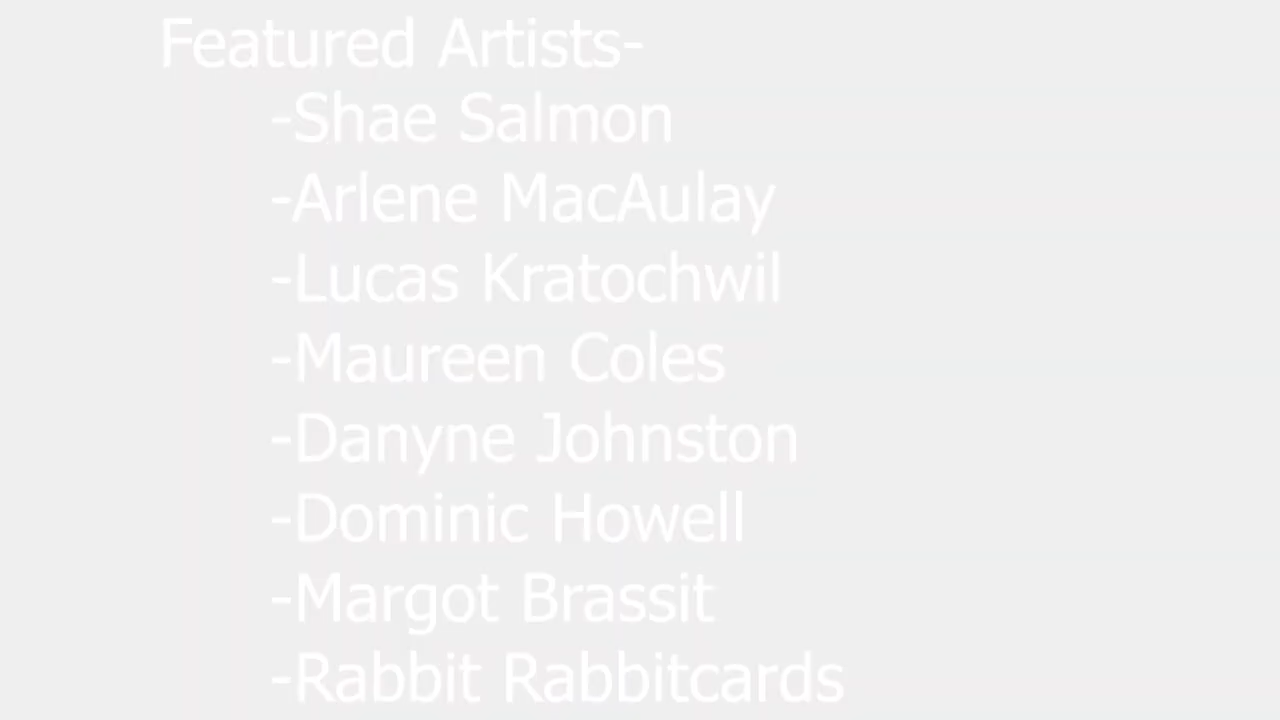 Featured Artists-
-Shae Salmon
-Arlene MacAulay
-Lucas Kratochwil
-Maureen Coles
-Danyne Johnston
-Dominic Howell
-Margot Brassit
-Rabbit Rabbitcards